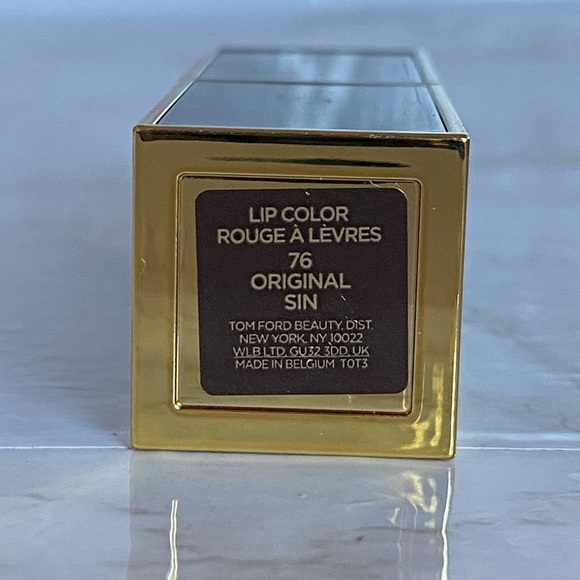 LIP COLOR
ROUGE À LÈVRES
76
ORIGINAL
SIN
TOM FORD BEAUTY, DIST.
NEW YORK, NY 10022
WLB LTD. GU32 3DD, UK
MADE IN BELGIUM T0T3